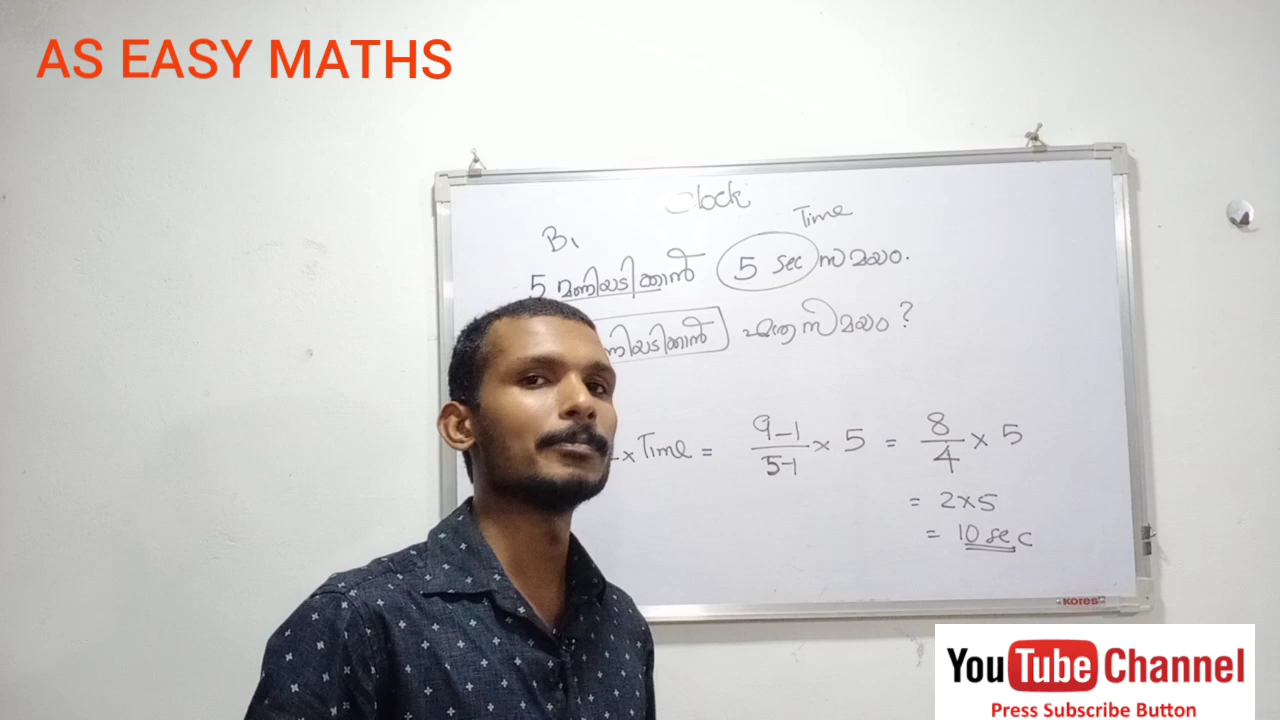 AS EASY MATHS
Clock
Time
B1
5 മണിയടിക്കാൻ 5 sec സമയം.
ണിയടിക്കാൻ എത്ര സമയം ?
× Time = 9-1/5-1 × 5 = 8/4 × 5
= 2×5
= 10 sec
KORES
YouTube Channel
Press Subscribe Button